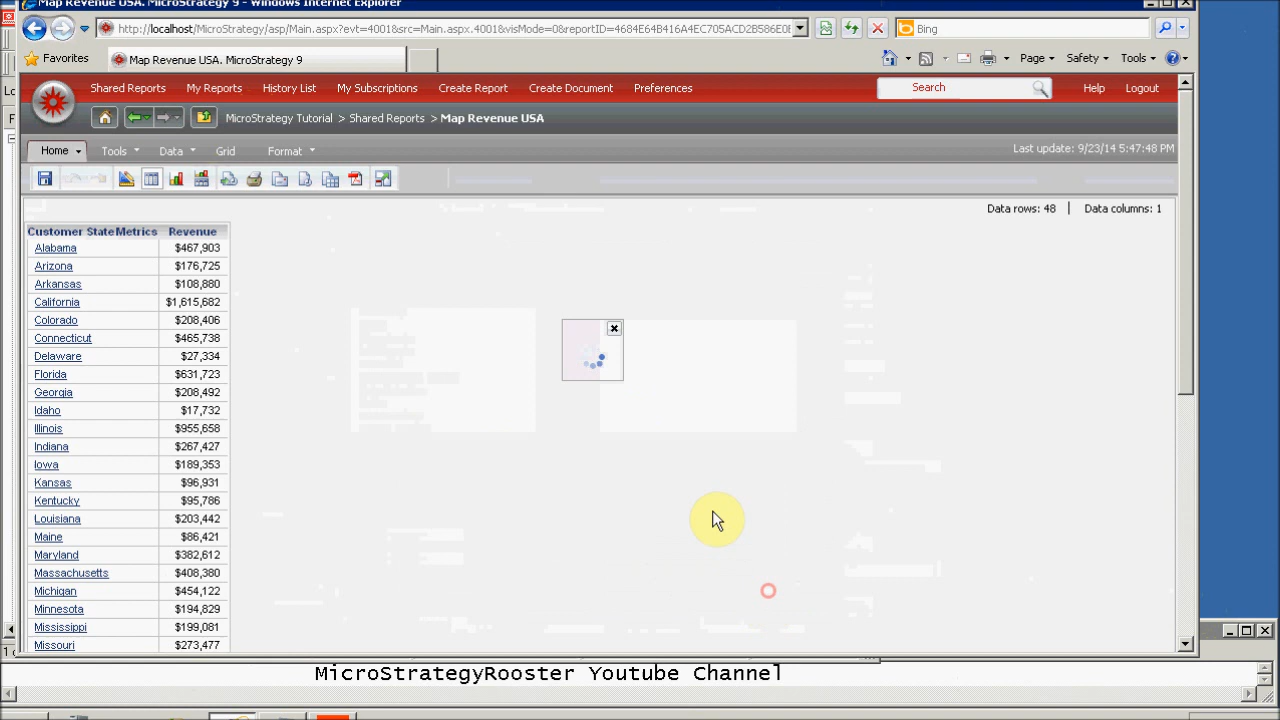 Map Revenue USA. MicroStrategy 9 - Windows Internet Explorer
http://localhost/MicroStrategy/asp/Main.aspx?evt=4001&src=Main.aspx.4001&visMode=0&reportID=4684E64B416A4EC705ACD2B586E0E
Bing
Favorites
Map Revenue USA. MicroStrategy 9
Page Safety Tools
Shared Reports My Reports History List My Subscriptions Create Report Create Document Preferences Search Help Logout
MicroStrategy Tutorial > Shared Reports > Map Revenue USA
Home Tools Data Grid Format Last update: 9/23/14 5:47:48 PM
Data rows: 48 | Data columns: 1
Customer State Metrics Revenue
Alabama $467,903
Arizona $176,725
Arkansas $108,880
California $1,615,682
Colorado $208,406
Connecticut $465,738
Delaware $27,334
Florida $631,723
Georgia $208,492
Idaho $17,732
Illinois $955,658
Indiana $267,427
Iowa $189,353
Kansas $96,931
Kentucky $95,786
Louisiana $203,442
Maine $86,421
Maryland $382,612
Massachusetts $408,380
Michigan $454,122
Minnesota $194,829
Mississippi $199,081
Missouri $273,477
MicroStrategyRooster Youtube Channel